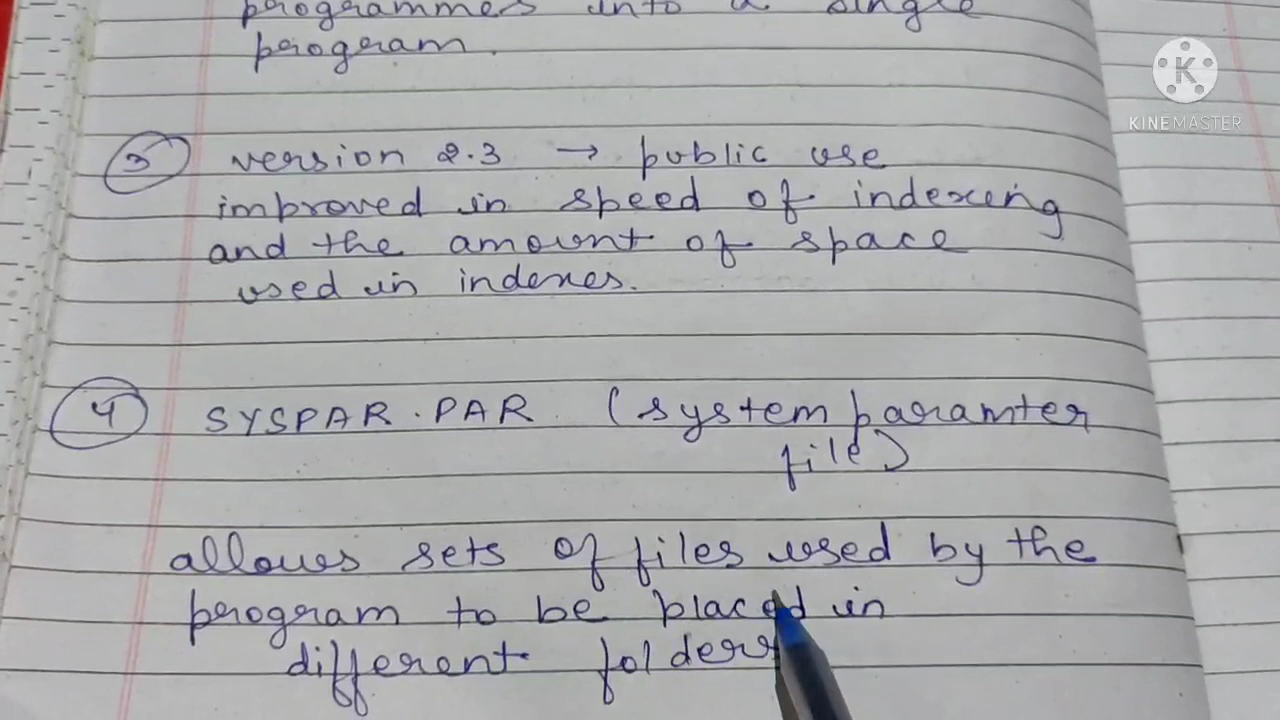 programmes into a single
program.
K
KINEMASTER
3 version 2.3 → public use
improved in speed of indexing
and the amount of space
used in indexes.
4 SYSPAR.PAR (system paramter
file)
allows sets of files used by the
program to be placed in
different folders